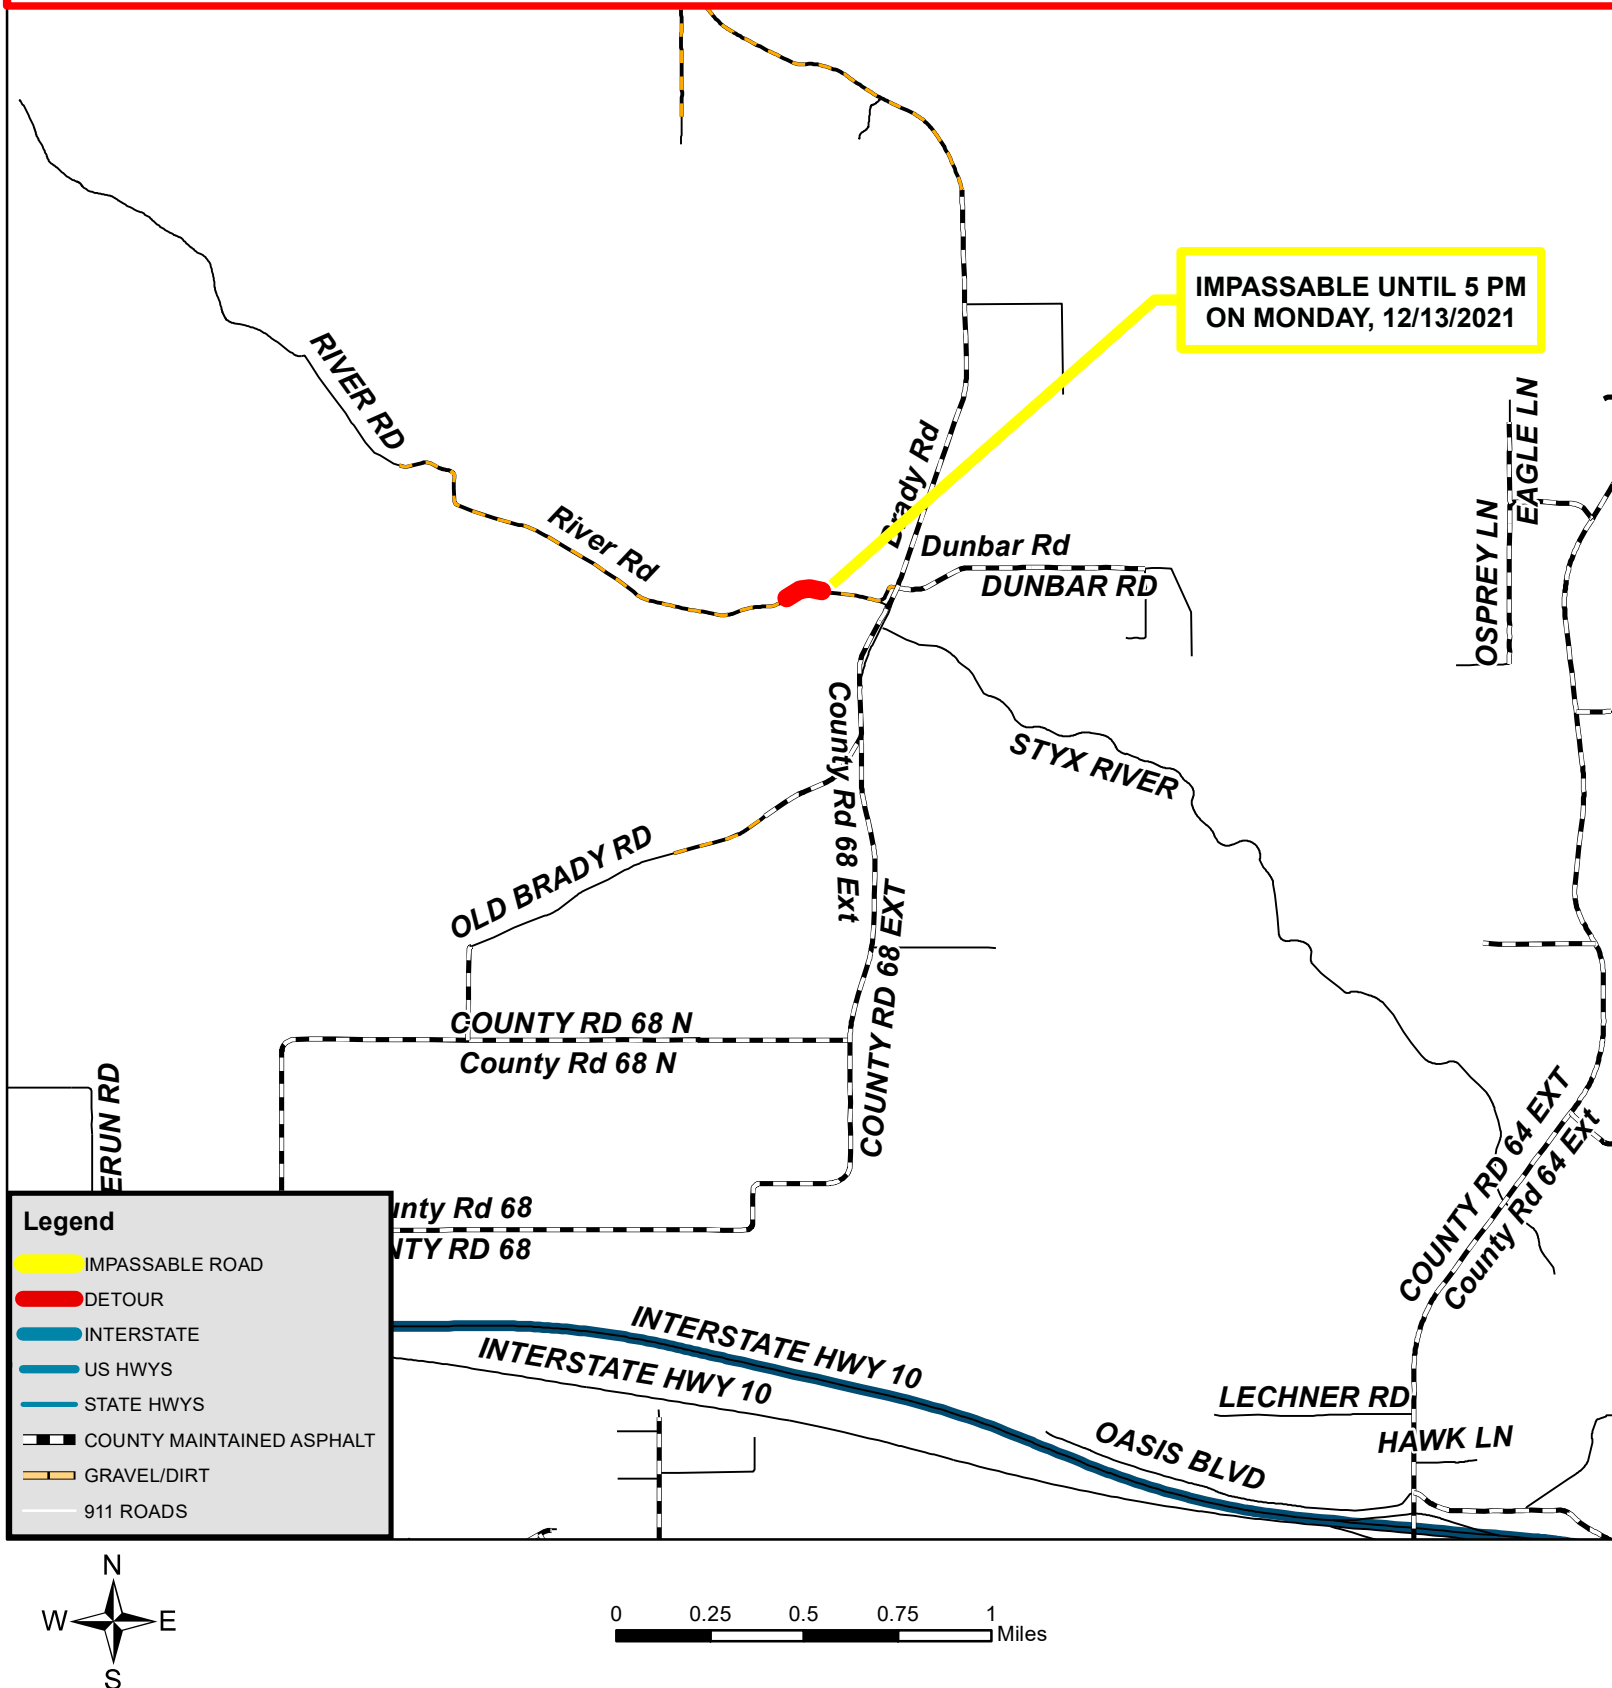 IMPASSABLE UNTIL 5 PM
ON MONDAY, 12/13/2021
RIVER RD
River Rd
Brady Rd
Dunbar Rd
DUNBAR RD
EAGLE LN
OSPREY LN
County Rd 68 Ext
STYX RIVER
OLD BRADY RD
COUNTY RD 68 EXT
COUNTY RD 68 N
County Rd 68 N
ERUN RD
unty Rd 68
NTY RD 68
COUNTY RD 64 EXT
County Rd 64 Ext
INTERSTATE HWY 10
INTERSTATE HWY 10
LECHNER RD
HAWK LN
OASIS BLVD
Legend
IMPASSABLE ROAD
DETOUR
INTERSTATE
US HWYS
STATE HWYS
COUNTY MAINTAINED ASPHALT
GRAVEL/DIRT
911 ROADS
N
W E
S
0 0.25 0.5 0.75 1
Miles